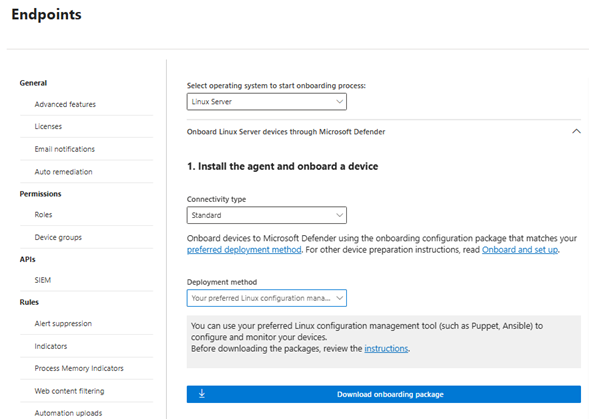 Endpoints
General
Advanced features
Licenses
Email notifications
Auto remediation
Permissions
Roles
Device groups
APIs
SIEM
Rules
Alert suppression
Indicators
Process Memory Indicators
Web content filtering
Automation uploads
Select operating system to start onboarding process:
Linux Server
Onboard Linux Server devices through Microsoft Defender
1. Install the agent and onboard a device
Connectivity type
Standard
Onboard devices to Microsoft Defender using the onboarding configuration package that matches your
preferred deployment method. For other device preparation instructions, read Onboard and set up.
Deployment method
Your preferred Linux configuration mana...
You can use your preferred Linux configuration management tool (such as Puppet, Ansible) to
configure and monitor your devices.
Before downloading the packages, review the instructions.
Download onboarding package